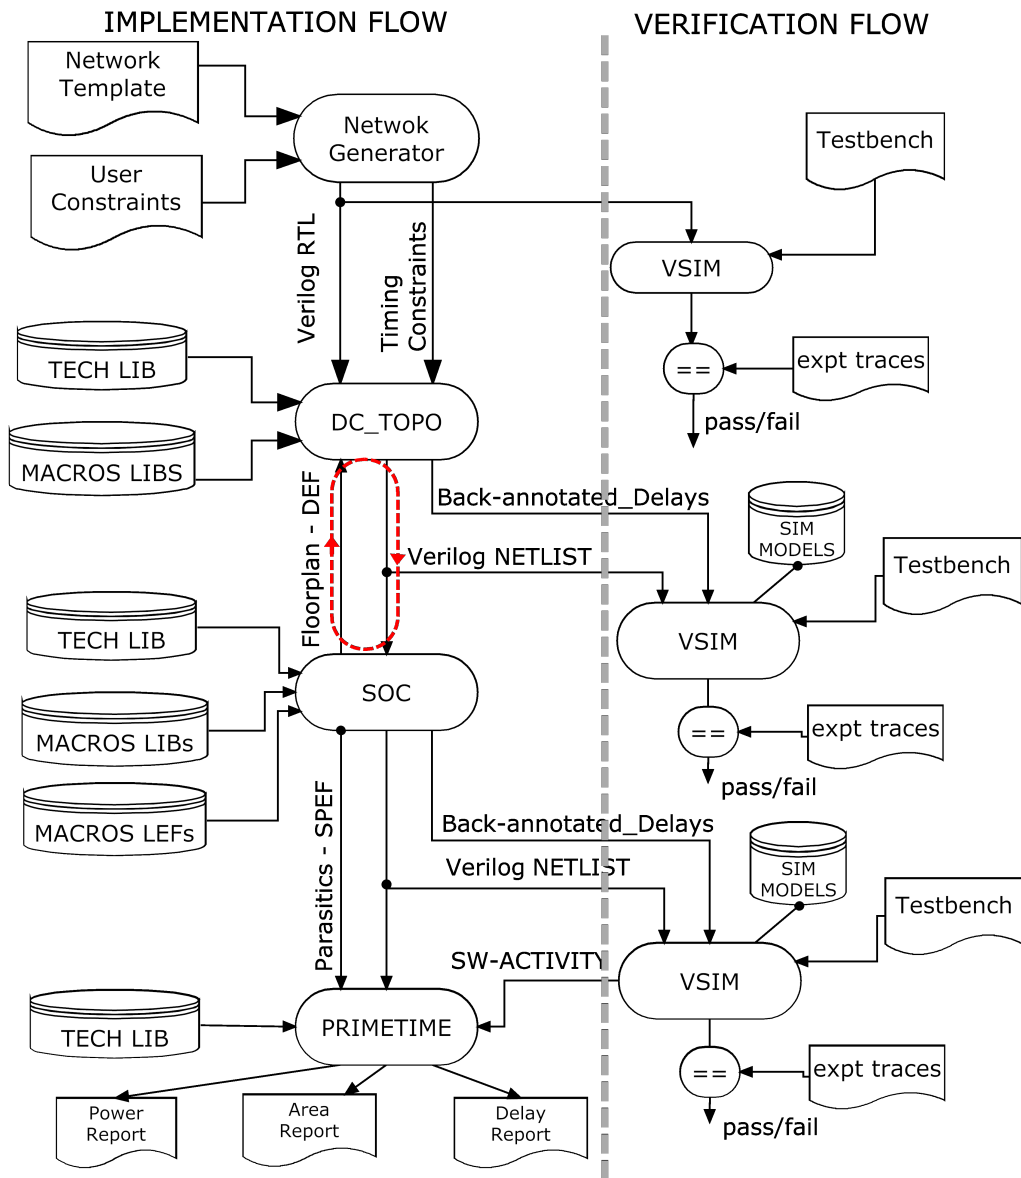 IMPLEMENTATION FLOW
VERIFICATION FLOW
Network
Template
Netwok
Generator
User
Constraints
Testbench
Verilog RTL
Timing
Constraints
VSIM
TECH LIB
==
expt traces
pass/fail
DC_TOPO
MACROS LIBS
Back-annotated_Delays
SIM
MODELS
Floorplan - DEF
Verilog NETLIST
Testbench
TECH LIB
VSIM
SOC
MACROS LIBs
==
expt traces
pass/fail
MACROS LEFs
Back-annotated_Delays
SIM
MODELS
Parasitics - SPEF
Verilog NETLIST
Testbench
SW-ACTIVITY
VSIM
TECH LIB
PRIMETIME
==
expt traces
pass/fail
Power
Report
Area
Report
Delay
Report